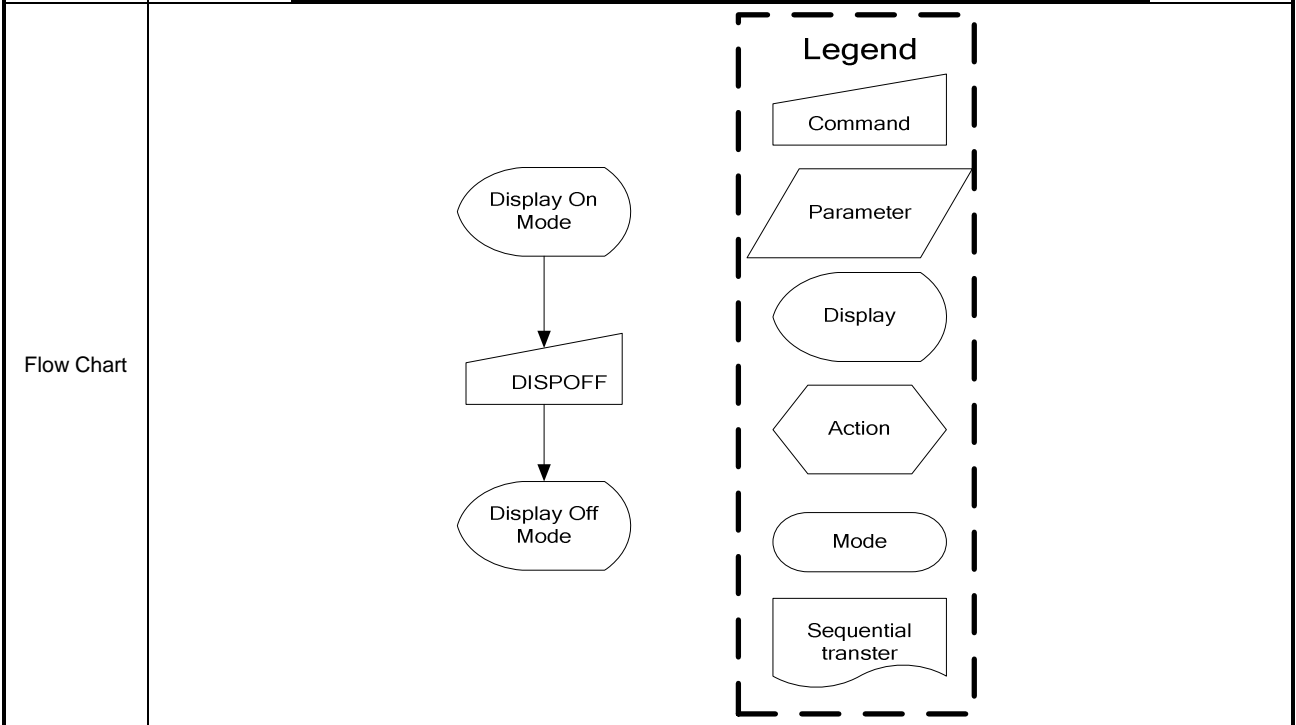 Flow Chart
Display On
Mode
DISPOFF
Display Off
Mode
Legend
Command
Parameter
Display
Action
Mode
Sequential
transter